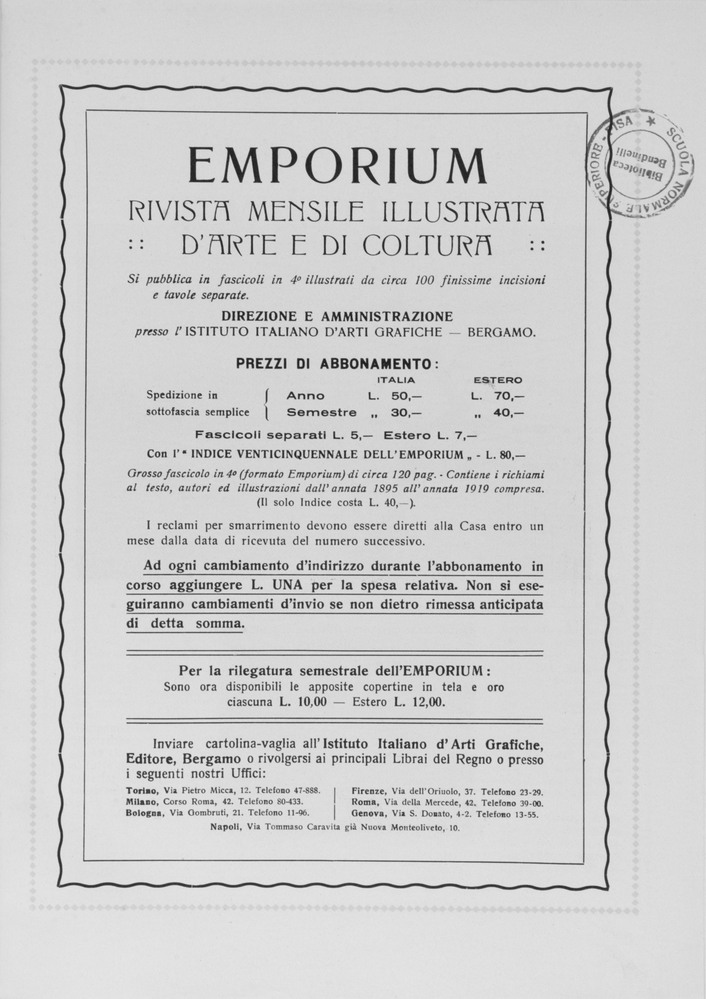 EMPORIUM
RIVISTA MENSILE ILLUSTRATA
:: D'ARTE E DI COLTURA ::
Si pubblica in fascicoli in 4º illustrati da circa 100 finissime incisioni
e tavole separate.
DIREZIONE E AMMINISTRAZIONE
presso l'ISTITUTO ITALIANO D'ARTI GRAFICHE — BERGAMO.
PREZZI DI ABBONAMENTO:
ITALIA ESTERO
Spedizione in { Anno L. 50,— L. 70,—
sottofascia semplice { Semestre „ 30,— „ 40,—
Fascicoli separati L. 5,— Estero L. 7,—
Con l'" INDICE VENTICINQUENNALE DELL'EMPORIUM „ - L. 80,—
Grosso fascicolo in 4º (formato Emporium) di circa 120 pag. - Contiene i richiami
al testo, autori ed illustrazioni dall'annata 1895 all'annata 1919 compresa.
(Il solo Indice costa L. 40,—).
I reclami per smarrimento devono essere diretti alla Casa entro un
mese dalla data di ricevuta del numero successivo.
Ad ogni cambiamento d'indirizzo durante l'abbonamento in
corso aggiungere L. UNA per la spesa relativa. Non si ese-
guiranno cambiamenti d'invio se non dietro rimessa anticipata
di detta somma.
Per la rilegatura semestrale dell'EMPORIUM:
Sono ora disponibili le apposite copertine in tela e oro
ciascuna L. 10,00 — Estero L. 12,00.
Inviare cartolina-vaglia all'Istituto Italiano d'Arti Grafiche,
Editore, Bergamo o rivolgersi ai principali Librai del Regno o presso
i seguenti nostri Uffici:
Torino, Via Pietro Micca, 12. Telefono 47-888.
Milano, Corso Roma, 42. Telefono 80-433.
Bologna, Via Gombruti, 21. Telefono 11-96.
Firenze, Via dell'Oriuolo, 37. Telefono 23-29.
Roma, Via della Mercede, 42. Telefono 39-00.
Genova, Via S. Donato, 4-2. Telefono 13-55.
Napoli, Via Tommaso Caravita già Nuova Monteoliveto, 10.
SCUOLA NORMALE SUPERIORE - PISA ★
Biblioteca
Bendinelli